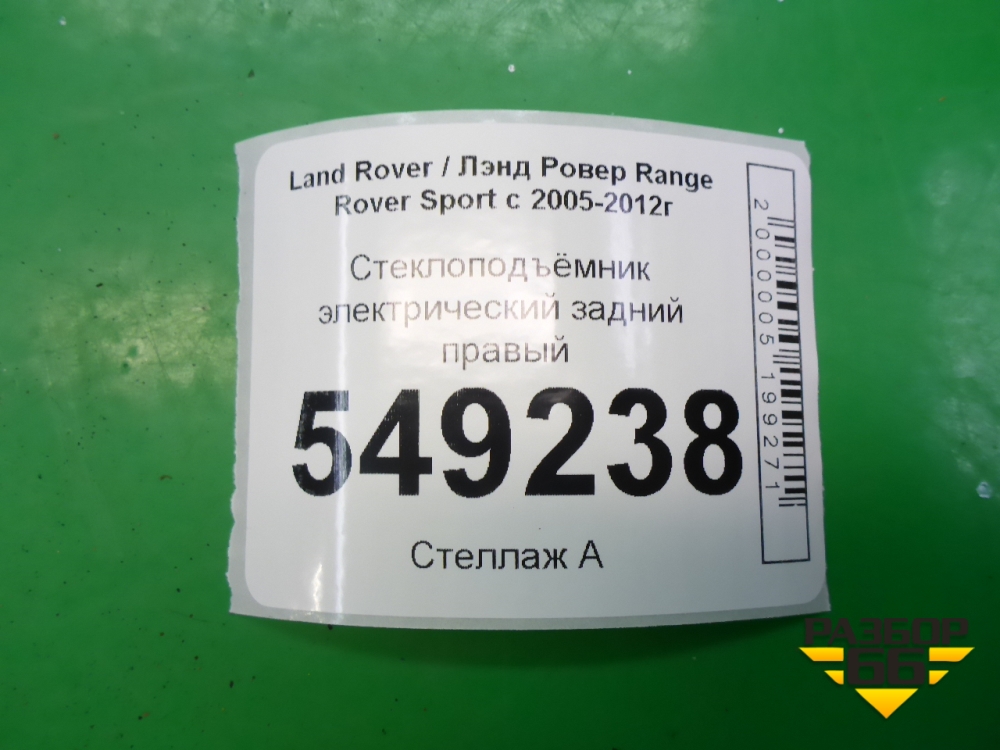 Land Rover / Лэнд Ровер Range
Rover Sport с 2005-2012г
Стеклоподъёмник
электрический задний
правый
549238
Стеллаж А
2000005199271
РАЗБОР
66